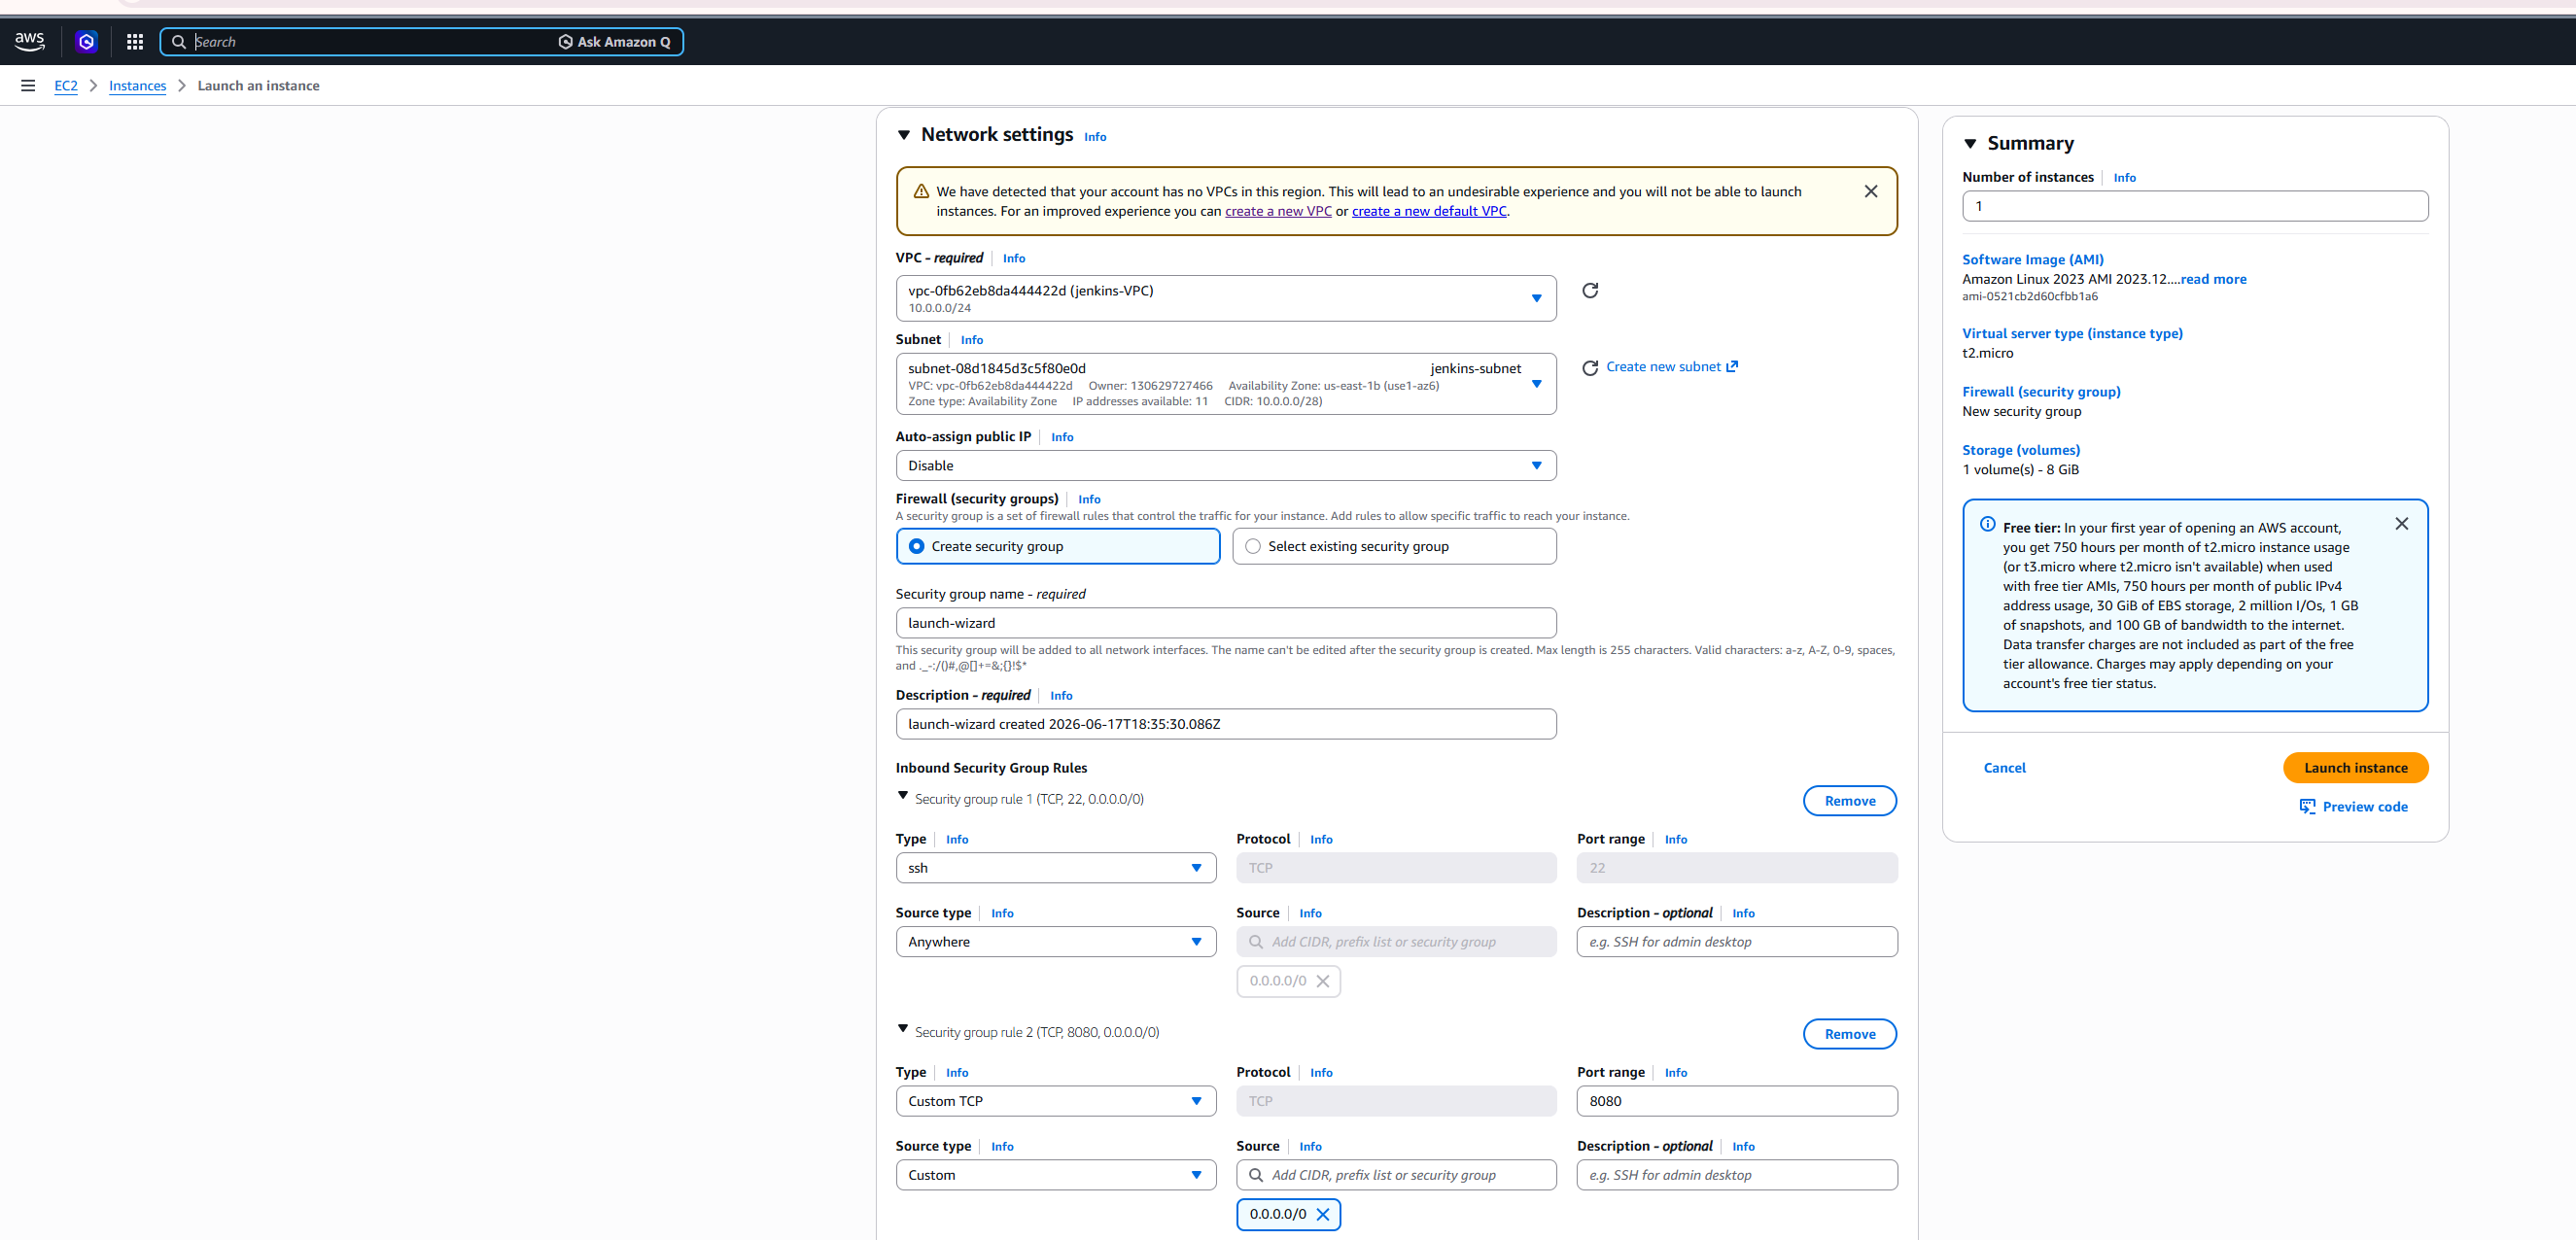 aws
Search
Ask Amazon Q
EC2 > Instances > Launch an instance
Network settings Info
We have detected that your account has no VPCs in this region. This will lead to an undesirable experience and you will not be able to launch
instances. For an improved experience you can create a new VPC or create a new default VPC.
VPC - required Info
vpc-0fb62eb8da444422d (jenkins-VPC)
10.0.0.0/24
Subnet Info
subnet-08d1845d3c5f80e0d jenkins-subnet
VPC: vpc-0fb62eb8da444422d Owner: 130629727466 Availability Zone: us-east-1b (use1-az6)
Zone type: Availability Zone IP addresses available: 11 CIDR: 10.0.0.0/28)
Create new subnet
Auto-assign public IP Info
Disable
Firewall (security groups) Info
A security group is a set of firewall rules that control the traffic for your instance. Add rules to allow specific traffic to reach your instance.
Create security group
Select existing security group
Security group name - required
launch-wizard
This security group will be added to all network interfaces. The name can't be edited after the security group is created. Max length is 255 characters. Valid characters: a-z, A-Z, 0-9, spaces,
and ._-:/()#,@[]+=&;{}!$*
Description - required Info
launch-wizard created 2026-06-17T18:35:30.086Z
Inbound Security Group Rules
Security group rule 1 (TCP, 22, 0.0.0.0/0)
Remove
Type Info Protocol Info Port range Info
ssh TCP 22
Source type Info Source Info Description - optional Info
Anywhere Add CIDR, prefix list or security group e.g. SSH for admin desktop
0.0.0.0/0
Security group rule 2 (TCP, 8080, 0.0.0.0/0)
Remove
Type Info Protocol Info Port range Info
Custom TCP TCP 8080
Source type Info Source Info Description - optional Info
Custom Add CIDR, prefix list or security group e.g. SSH for admin desktop
0.0.0.0/0
Summary
Number of instances Info
1
Software Image (AMI)
Amazon Linux 2023 AMI 2023.12....read more
ami-0521cb2d60cfbb1a6
Virtual server type (instance type)
t2.micro
Firewall (security group)
New security group
Storage (volumes)
1 volume(s) - 8 GiB
Free tier: In your first year of opening an AWS account,
you get 750 hours per month of t2.micro instance usage
(or t3.micro where t2.micro isn't available) when used
with free tier AMIs, 750 hours per month of public IPv4
address usage, 30 GiB of EBS storage, 2 million I/Os, 1 GB
of snapshots, and 100 GB of bandwidth to the internet.
Data transfer charges are not included as part of the free
tier allowance. Charges may apply depending on your
account's free tier status.
Cancel
Launch instance
Preview code